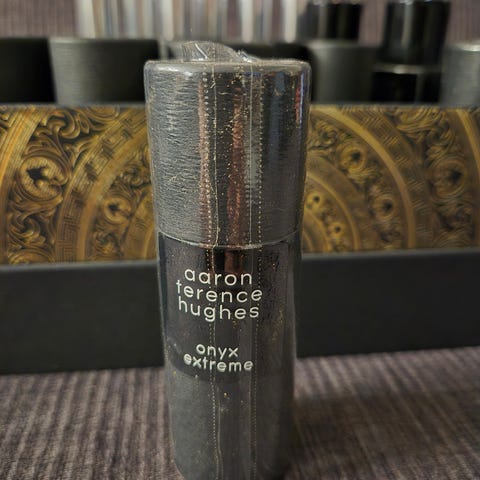 aaron
terence
hughes
onyx
extreme